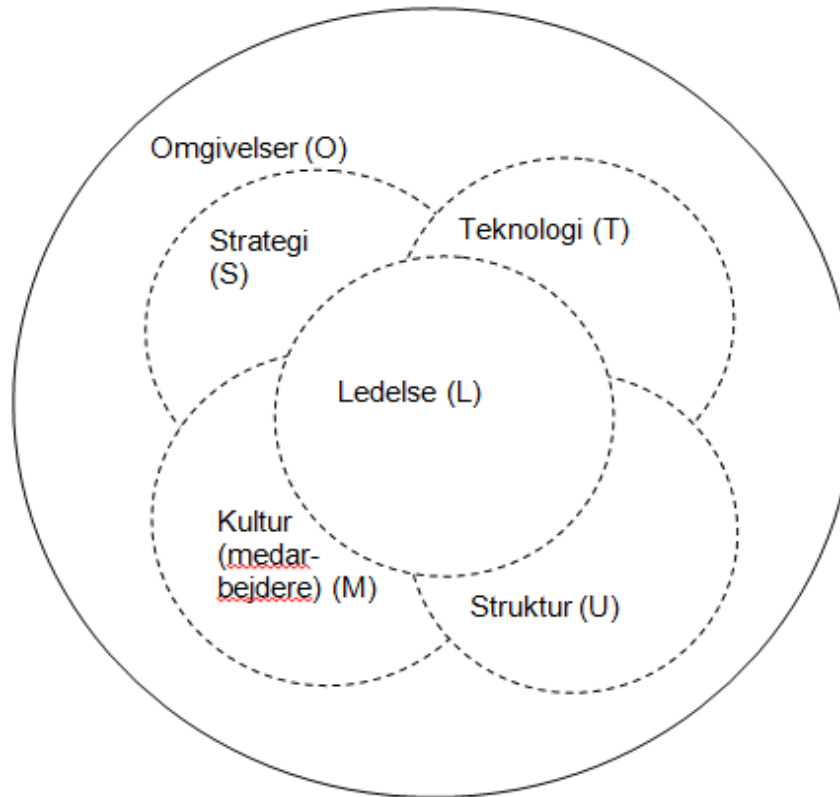 Omgivelser (O)
Strategi
(S)
Teknologi (T)
Ledelse (L)
Kultur
(medar-
bejdere) (M)
Struktur (U)